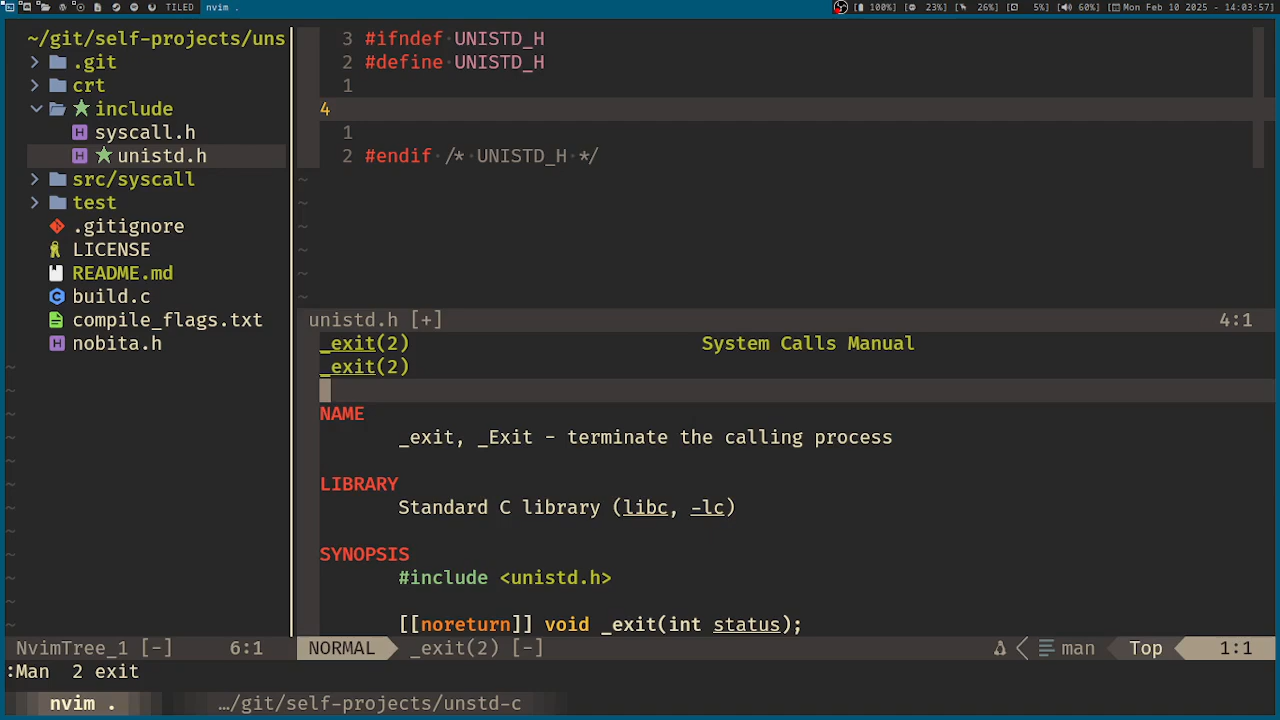 TILED nvim . 100% 23% 26% 5% 60% Mon Feb 10 2025 14:03:57
~/git/self-projects/uns
.git
crt
include
syscall.h
unistd.h
src/syscall
test
.gitignore
LICENSE
README.md
build.c
compile_flags.txt
nobita.h
3 #ifndef UNISTD_H
2 #define UNISTD_H
1
4
1
2 #endif /* UNISTD_H */
~
~
~
~
~
~
unistd.h [+] 4:1
_exit(2) System Calls Manual
_exit(2)
NAME
_exit, _Exit - terminate the calling process
LIBRARY
Standard C library (libc, -lc)
SYNOPSIS
#include <unistd.h>
[[noreturn]] void _exit(int status);
~
~
~
~
~
~
~
~
~
~
~
~
NvimTree_1 [-] 6:1 NORMAL _exit(2) [-] man Top 1:1
:Man 2 exit
nvim . …/git/self-projects/unstd-c